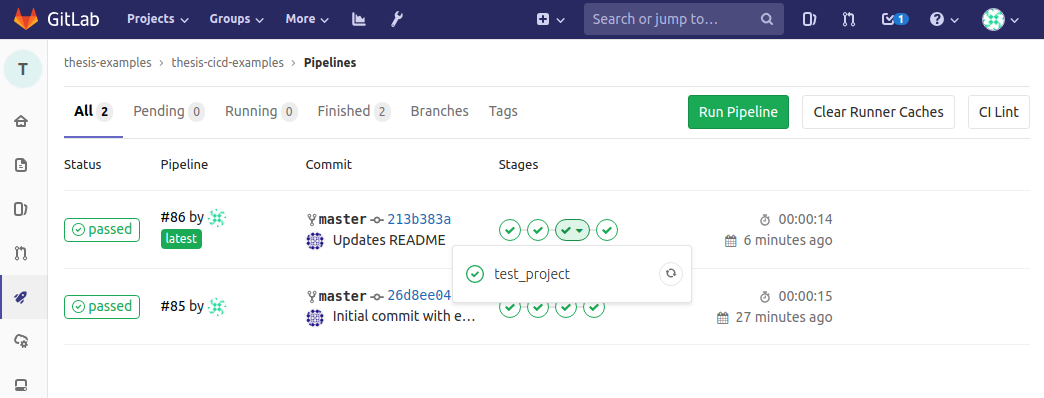 GitLab Projects Groups More Search or jump to… 1
T thesis-examples › thesis-cicd-examples › Pipelines
All 2 Pending 0 Running 0 Finished 2 Branches Tags Run Pipeline Clear Runner Caches CI Lint
Status Pipeline Commit Stages
passed #86 by master 213b383a 00:00:14
latest Updates README 6 minutes ago
test_project
passed #85 by master 26d8ee04 00:00:15
Initial commit with e… 27 minutes ago